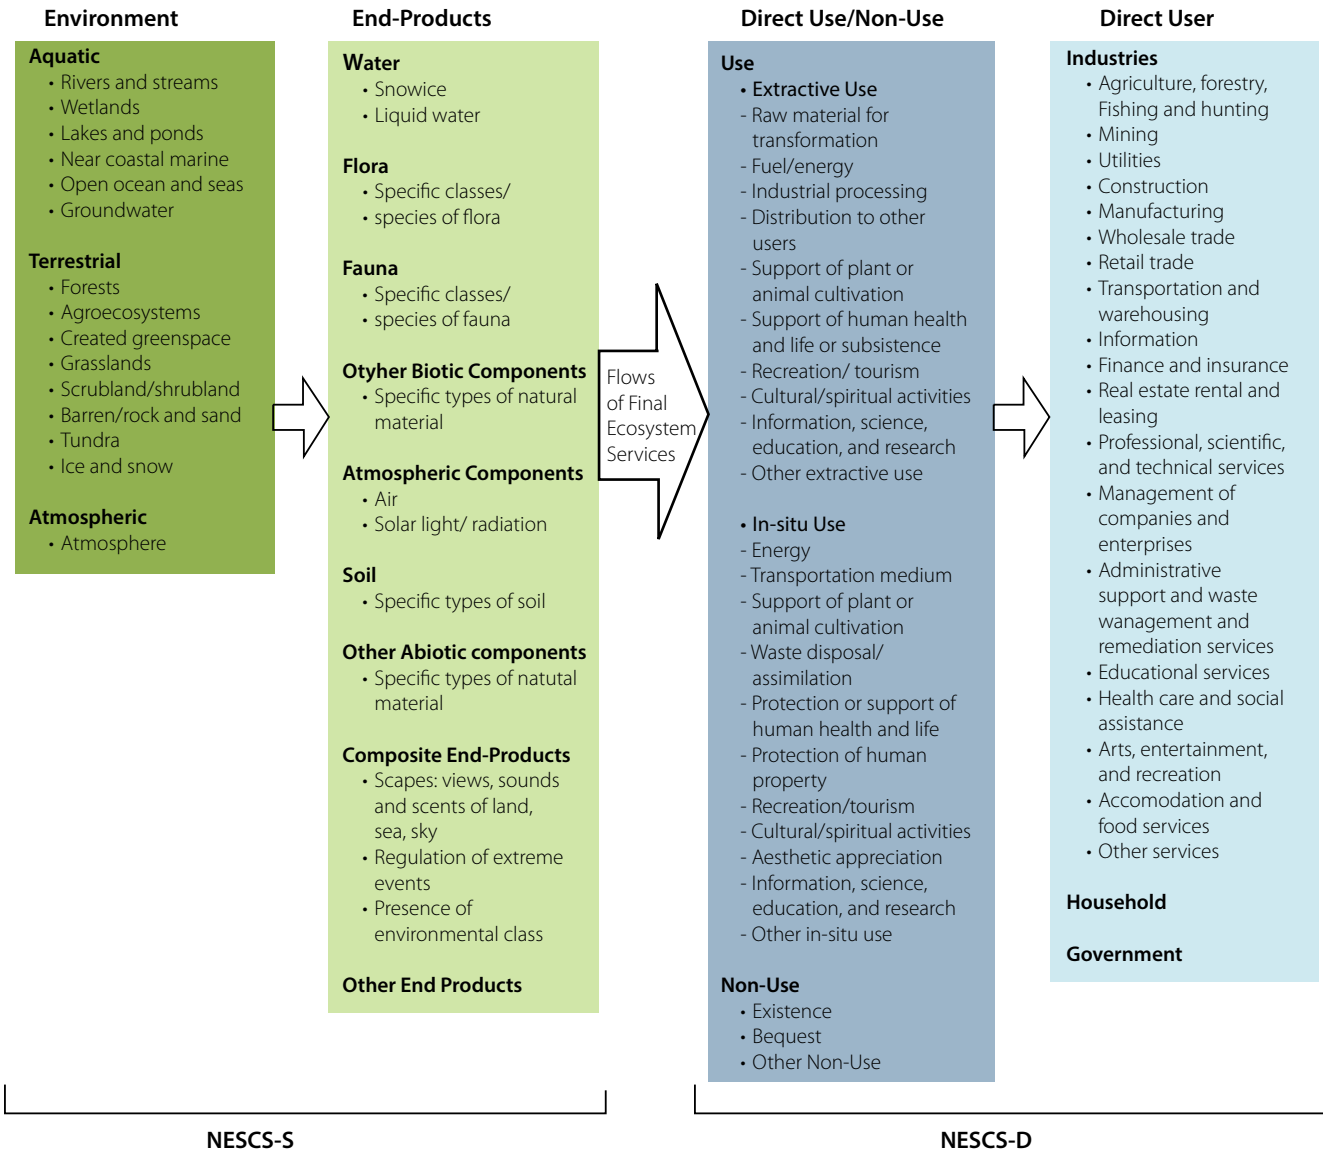 Environment
Aquatic
• Rivers and streams
• Wetlands
• Lakes and ponds
• Near coastal marine
• Open ocean and seas
• Groundwater
Terrestrial
• Forests
• Agroecosystems
• Created greenspace
• Grasslands
• Scrubland/shrubland
• Barren/rock and sand
• Tundra
• Ice and snow
Atmospheric
• Atmosphere
End-Products
Water
• Snowice
• Liquid water
Flora
• Specific classes/
• species of flora
Fauna
• Specific classes/
• species of fauna
Otyher Biotic Components
• Specific types of natural
material
Atmospheric Components
• Air
• Solar light/ radiation
Soil
• Specific types of soil
Other Abiotic components
• Specific types of natutal
material
Composite End-Products
• Scapes: views, sounds
and scents of land,
sea, sky
• Regulation of extreme
events
• Presence of
environmental class
Other End Products
Flows
of Final
Ecosystem
Services
Direct Use/Non-Use
Use
• Extractive Use
- Raw material for
transformation
- Fuel/energy
- Industrial processing
- Distribution to other
users
- Support of plant or
animal cultivation
- Support of human health
and life or subsistence
- Recreation/ tourism
- Cultural/spiritual activities
- Information, science,
education, and research
- Other extractive use
• In-situ Use
- Energy
- Transportation medium
- Support of plant or
animal cultivation
- Waste disposal/
assimilation
- Protection or support of
human health and life
- Protection of human
property
- Recreation/tourism
- Cultural/spiritual activities
- Aesthetic appreciation
- Information, science,
education, and research
- Other in-situ use
Non-Use
• Existence
• Bequest
• Other Non-Use
Direct User
Industries
• Agriculture, forestry,
Fishing and hunting
• Mining
• Utilities
• Construction
• Manufacturing
• Wholesale trade
• Retail trade
• Transportation and
warehousing
• Information
• Finance and insurance
• Real estate rental and
leasing
• Professional, scientific,
and technical services
• Management of
companies and
enterprises
• Administrative
support and waste
wanagement and
remediation services
• Educational services
• Health care and social
assistance
• Arts, entertainment,
and recreation
• Accomodation and
food services
• Other services
Household
Government
NESCS-S
NESCS-D